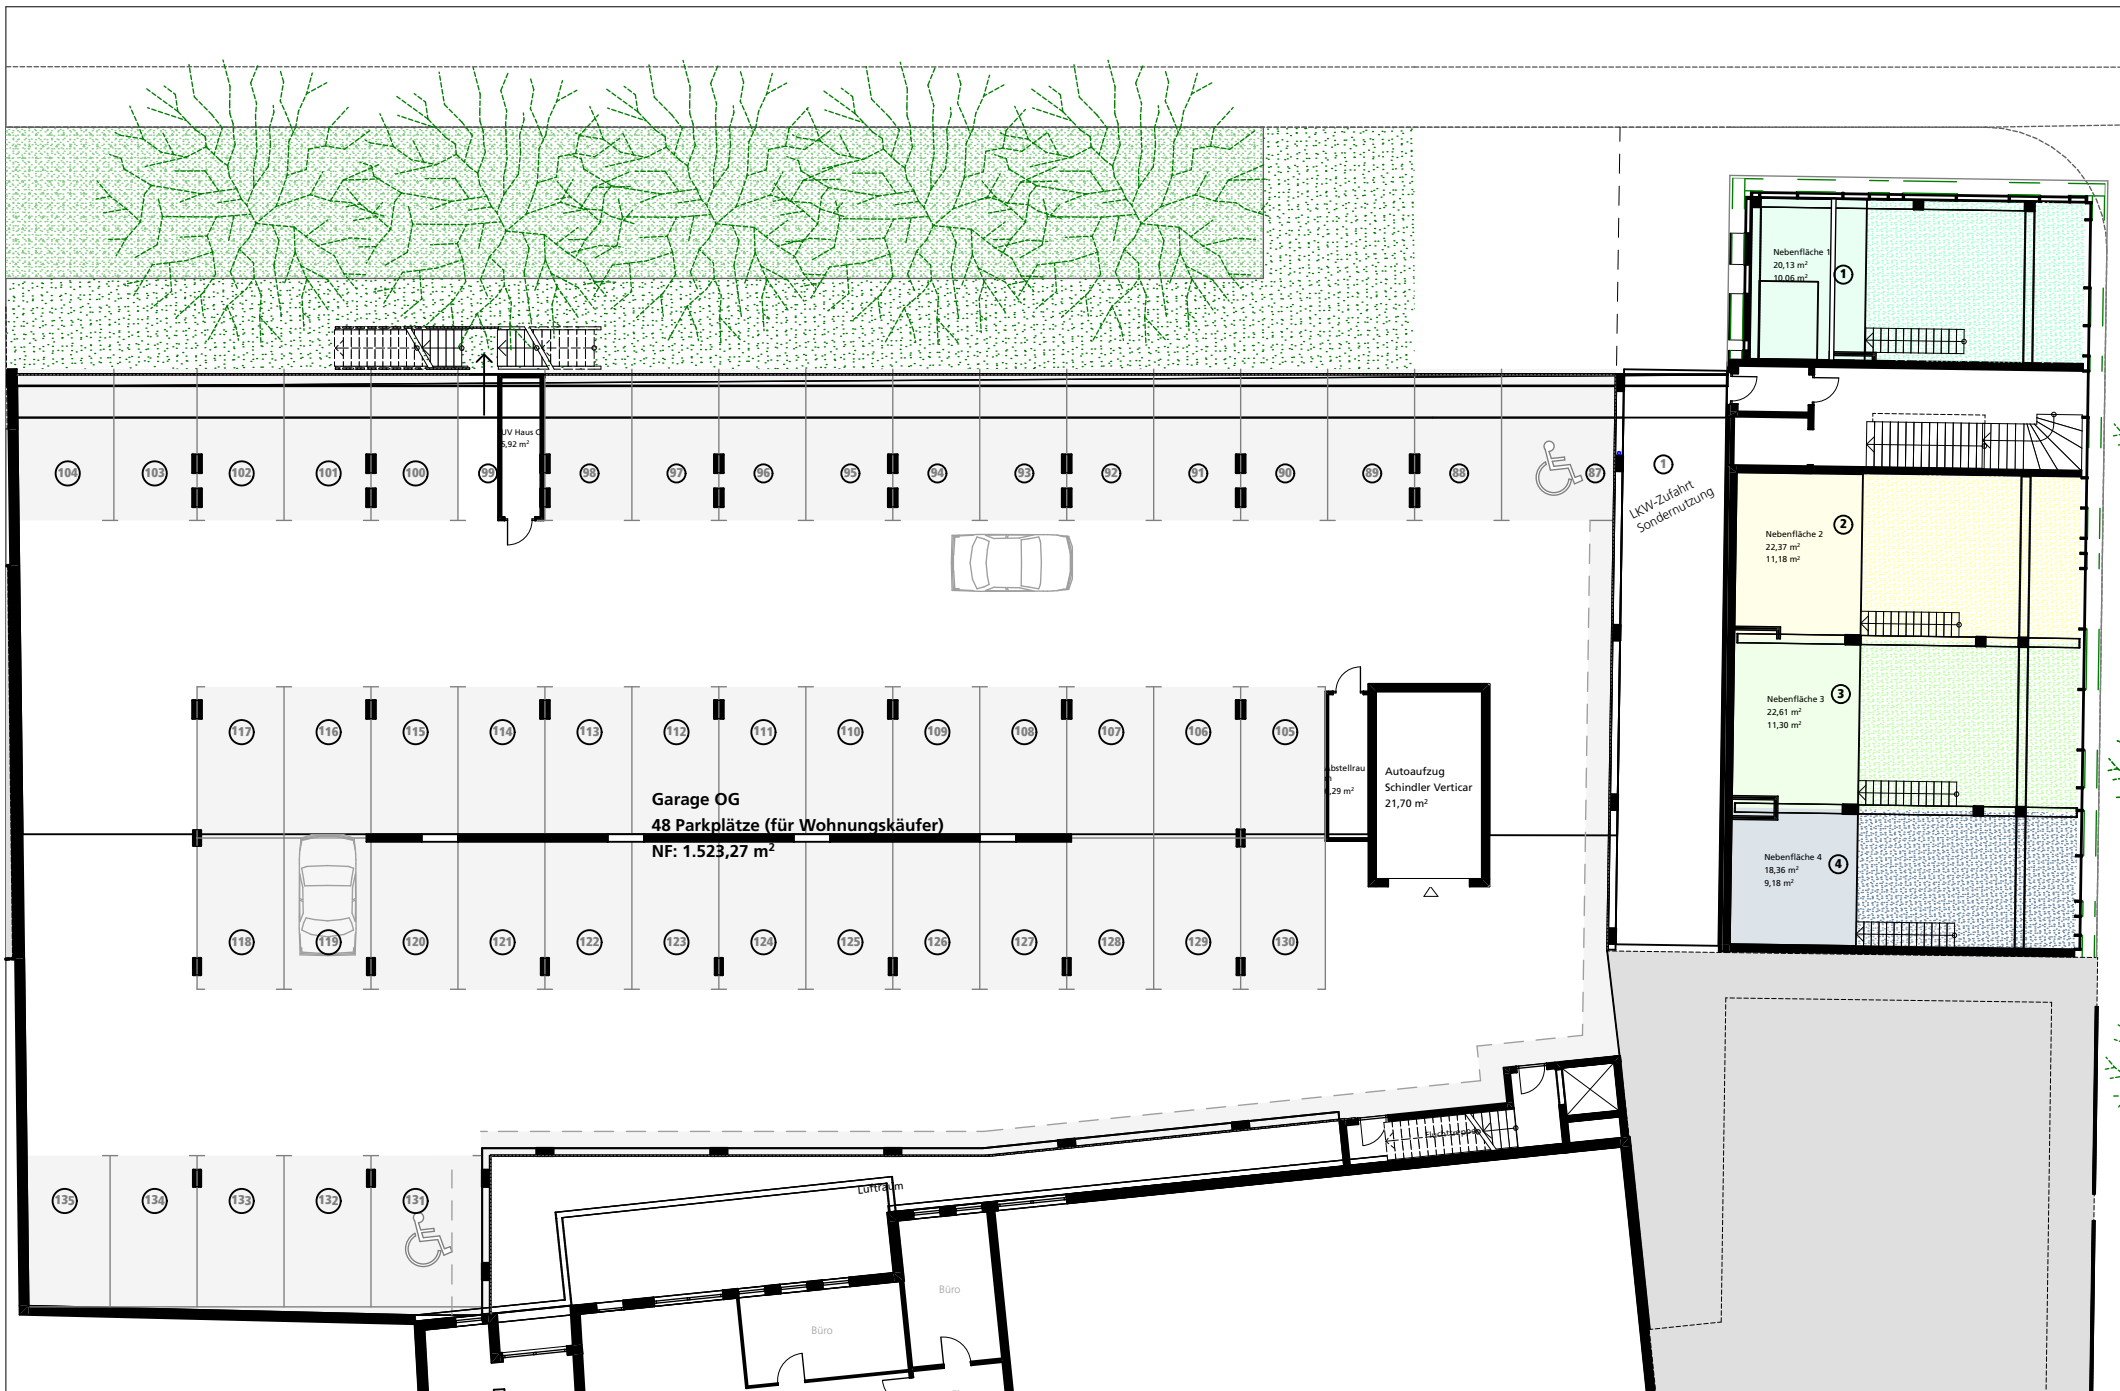 Nebenfläche 1
20,13 m²
10,06 m²
1
UV Haus
5,92 m²
104 103 102 101 100 99 98 97 96 95 94 93 92 91 90 89 88 87
1
LKW-Zufahrt
Sondernutzung
Nebenfläche 2
22,37 m²
11,18 m²
2
Nebenfläche 3
22,61 m²
11,30 m²
3
117 116 115 114 113 112 111 110 109 108 107 106 105
Abstellrau
,29 m²
Autoaufzug
Schindler Verticar
21,70 m²
Garage OG
48 Parkplätze (für Wohnungskäufer)
NF: 1.523,27 m²
Nebenfläche 4
18,36 m²
9,18 m²
4
118 119 120 121 122 123 124 125 126 127 128 129 130
Fluchttreppe
135 134 133 132 131
Luftraum
Büro
Büro